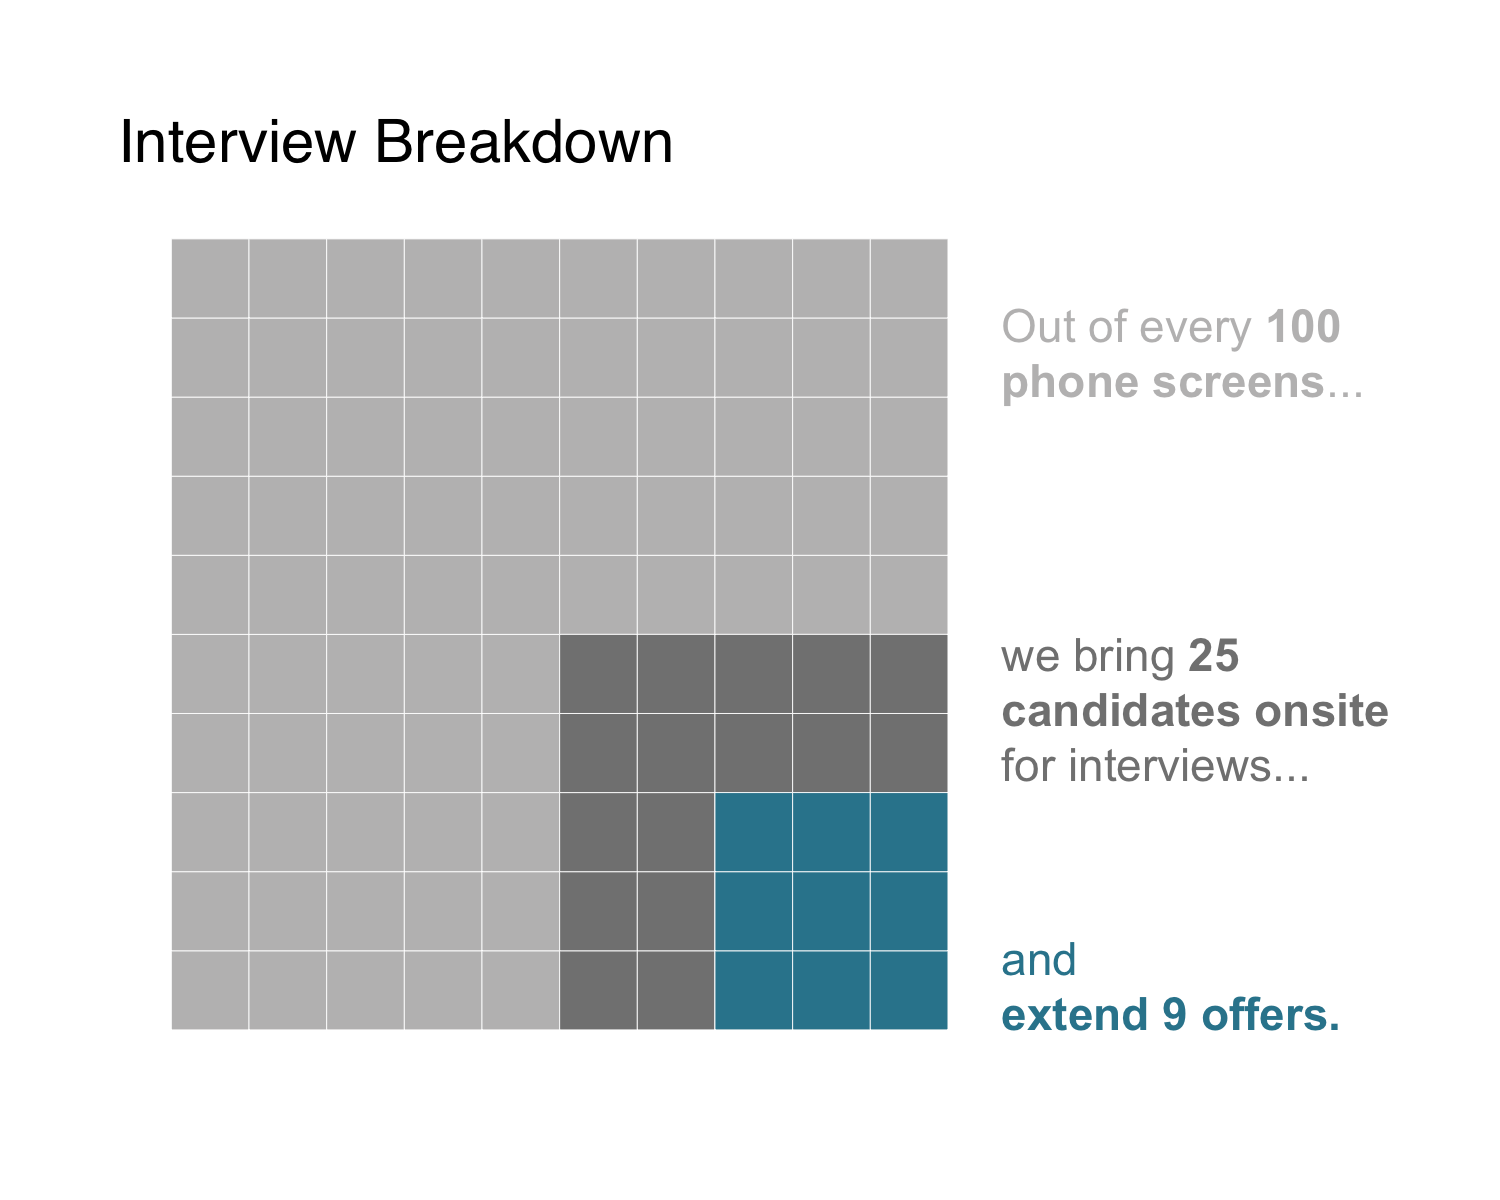 Interview Breakdown
Out of every 100
phone screens...
we bring 25
candidates onsite
for interviews...
and
extend 9 offers.